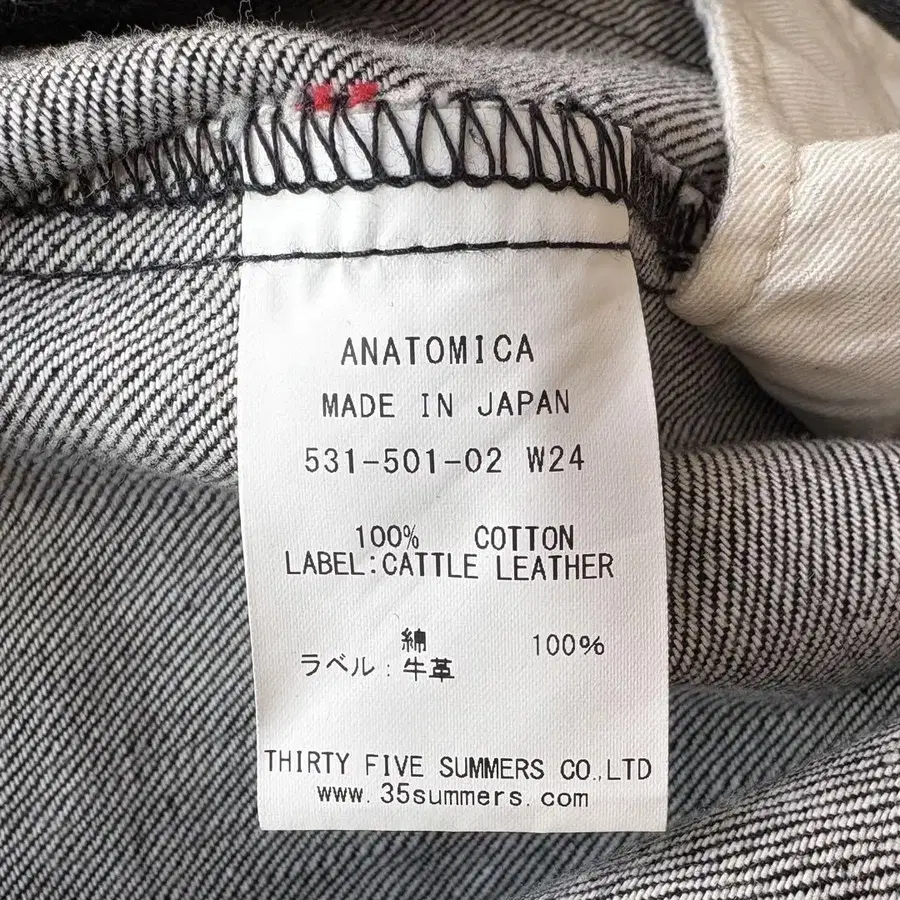 ANATOMICA
MADE IN JAPAN
531-501-02 W24
100% COTTON
LABEL:CATTLE LEATHER
綿 100%
ラベル:牛革
THIRTY FIVE SUMMERS CO.,LTD
www.35summers.com